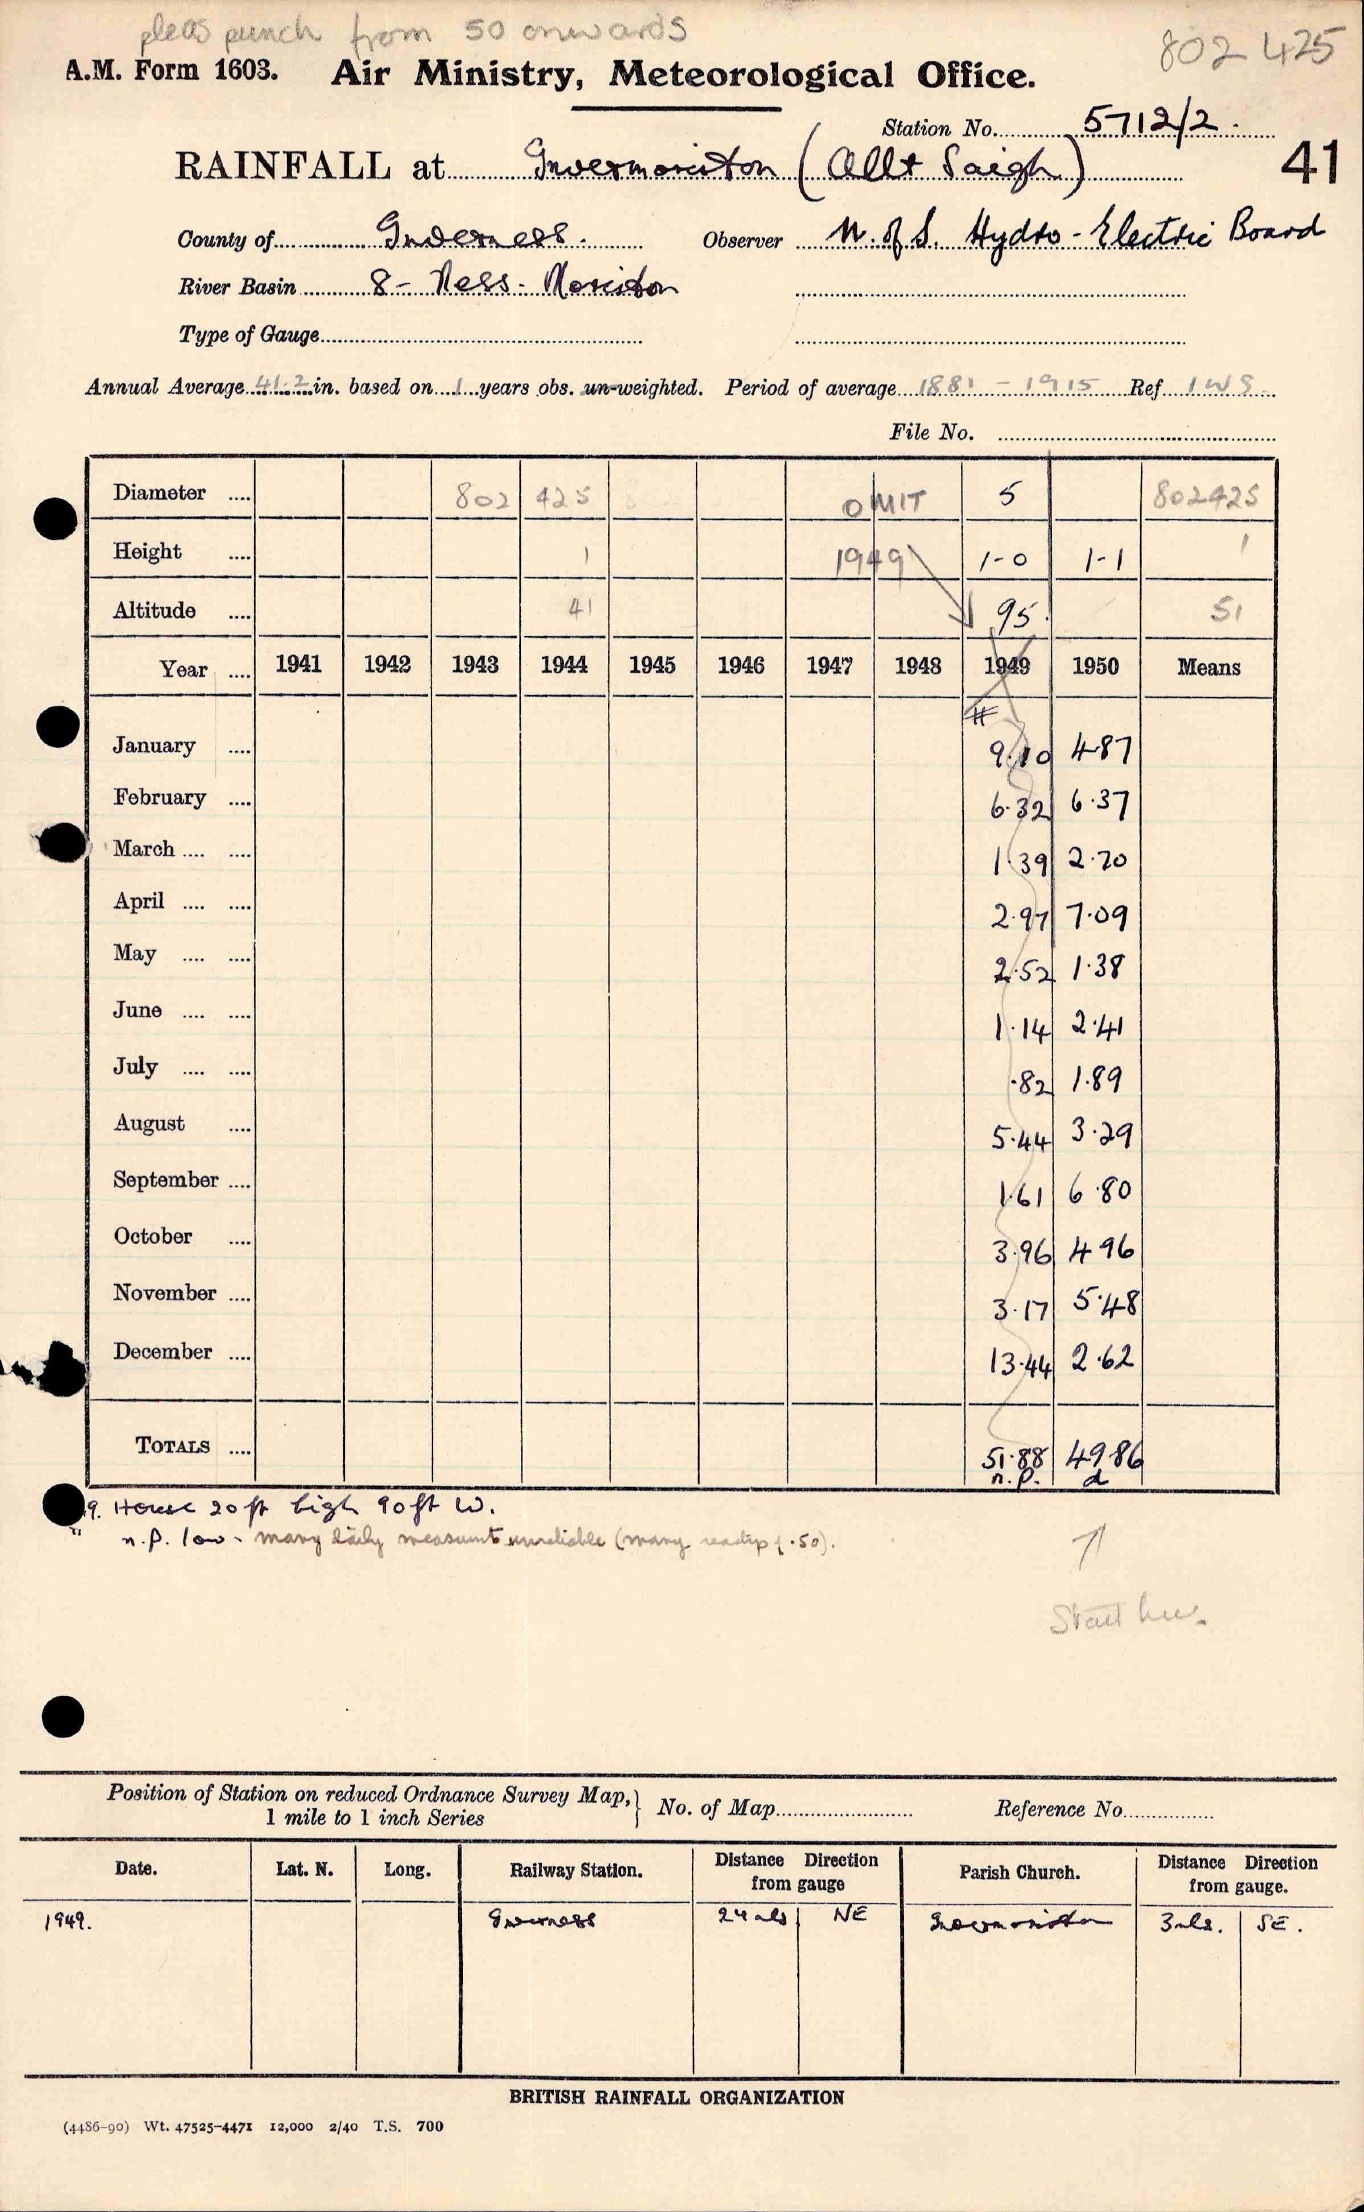 pleas punch from 50 onwards
802 425
A.M. Form 1603. Air Ministry, Meteorological Office.
Station No. 5712/2.
RAINFALL at Invermoriston (Allt Saigh)
41
County of Inverness. Observer N. of S. Hydro-Electric Board
River Basin 8- Ness- Moriston
Type of Gauge
Annual Average 41.2 in. based on 1 years obs. un-weighted. Period of average 1881 - 1915 Ref IWS.
File No.
Diameter .... 802 425 OMIT 5 802425
Height .... 1 1949 1-0 1-1 1
Altitude .... 41 95. 51
Year .... 1941 1942 1943 1944 1945 1946 1947 1948 1949 1950 Means
#
January .... 9.10 4.87
February .... 6.32 6.37
March .... .... 1.39 2.70
April .... .... 2.97 7.09
May .... .... 2.52 1.38
June .... .... 1.14 2.41
July .... .... .82 1.89
August .... 5.44 3.29
September .... 1.61 6.80
October .... 3.96 4.96
November .... 3.17 5.48
December .... 13.44 2.62
TOTALS .... 51.88 49.86
n.p. d
9. House 20 ft high 90 ft W.
" n.p. low - many daily measmts unreliable (many readings of .50).
Start here.
Position of Station on reduced Ordnance Survey Map, 1 mile to 1 inch Series } No. of Map Reference No.
Date. Lat. N. Long. Railway Station. Distance Direction from gauge Parish Church. Distance Direction from gauge.
1949. Inverness 24 mls NE Invermoriston 3 mls. SE.
BRITISH RAINFALL ORGANIZATION
(4486-90) Wt. 47525-4471 12,000 2/40 T.S. 700